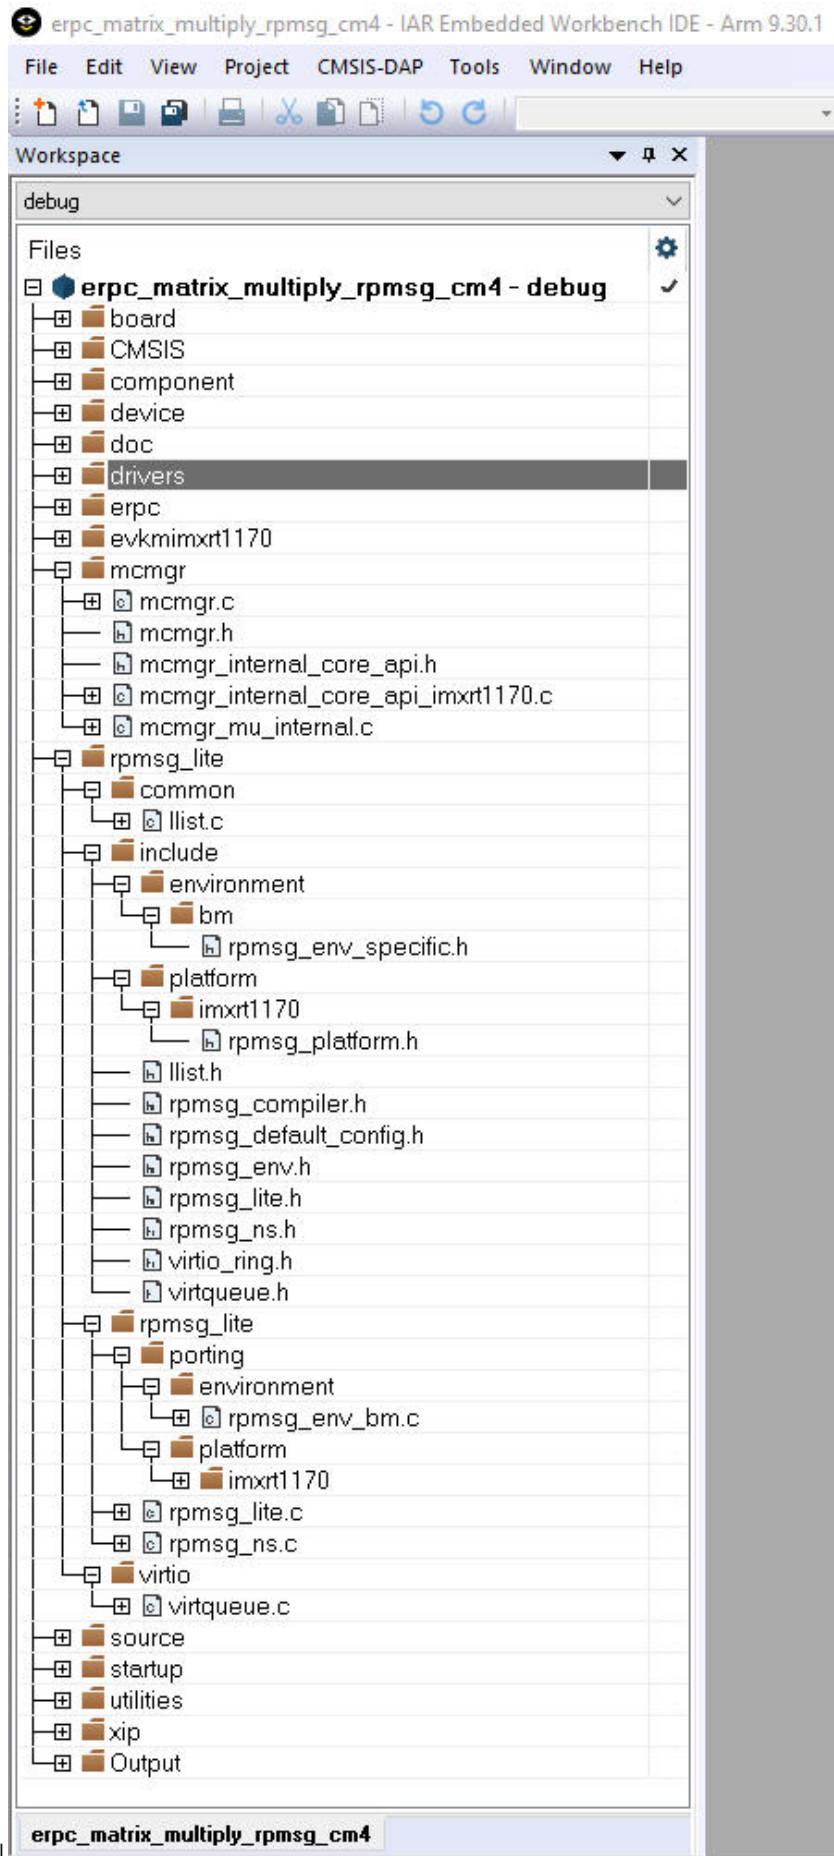 erpc_matrix_multiply_rpmsg_cm4 - IAR Embedded Workbench IDE - Arm 9.30.1
File Edit View Project CMSIS-DAP Tools Window Help
Workspace
debug
Files
erpc_matrix_multiply_rpmsg_cm4 - debug
board
CMSIS
component
device
doc
drivers
erpc
evkmimxrt1170
mcmgr
mcmgr.c
mcmgr.h
mcmgr_internal_core_api.h
mcmgr_internal_core_api_imxrt1170.c
mcmgr_mu_internal.c
rpmsg_lite
common
llist.c
include
environment
bm
rpmsg_env_specific.h
platform
imxrt1170
rpmsg_platform.h
llist.h
rpmsg_compiler.h
rpmsg_default_config.h
rpmsg_env.h
rpmsg_lite.h
rpmsg_ns.h
virtio_ring.h
virtqueue.h
rpmsg_lite
porting
environment
rpmsg_env_bm.c
platform
imxrt1170
rpmsg_lite.c
rpmsg_ns.c
virtio
virtqueue.c
source
startup
utilities
xip
Output
erpc_matrix_multiply_rpmsg_cm4